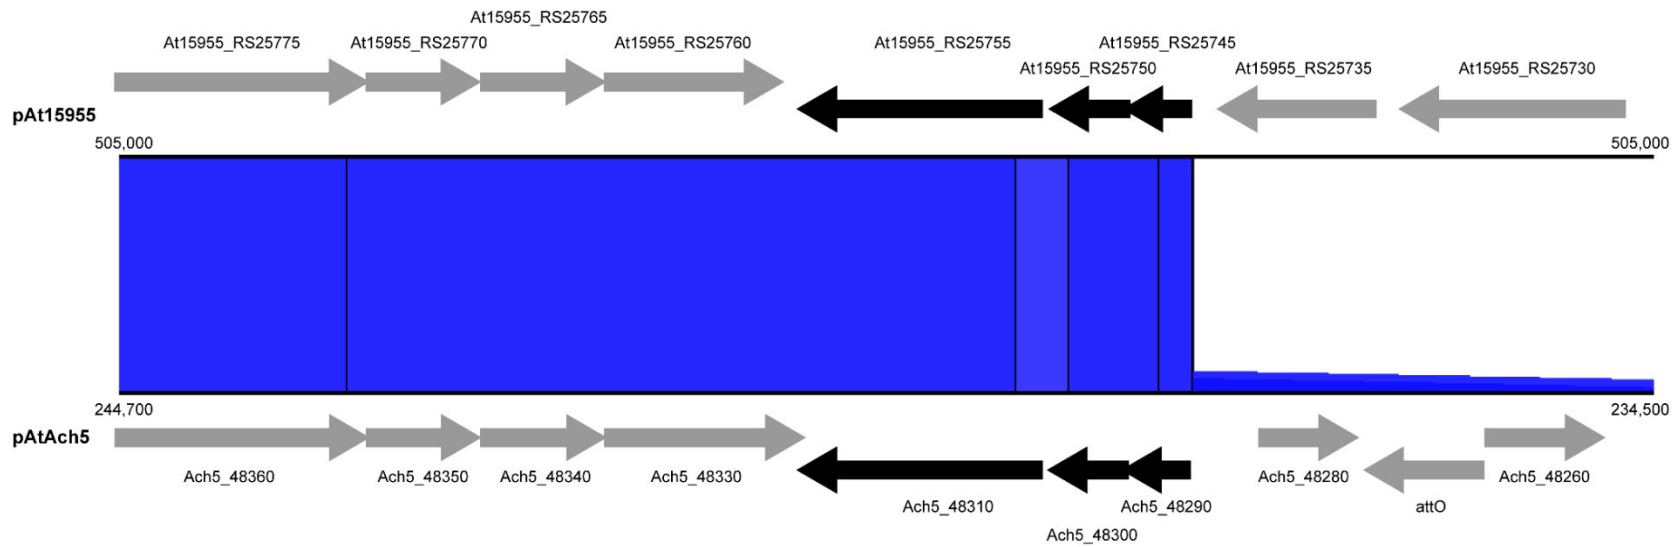 At15955_RS25765
At15955_RS25775 At15955_RS25770 At15955_RS25760 At15955_RS25755 At15955_RS25745
At15955_RS25750 At15955_RS25735 At15955_RS25730
pAt15955
505,000 505,000
244,700 234,500
pAtAch5
Ach5_48360 Ach5_48350 Ach5_48340 Ach5_48330 Ach5_48280 Ach5_48260
Ach5_48310 Ach5_48290 attO
Ach5_48300